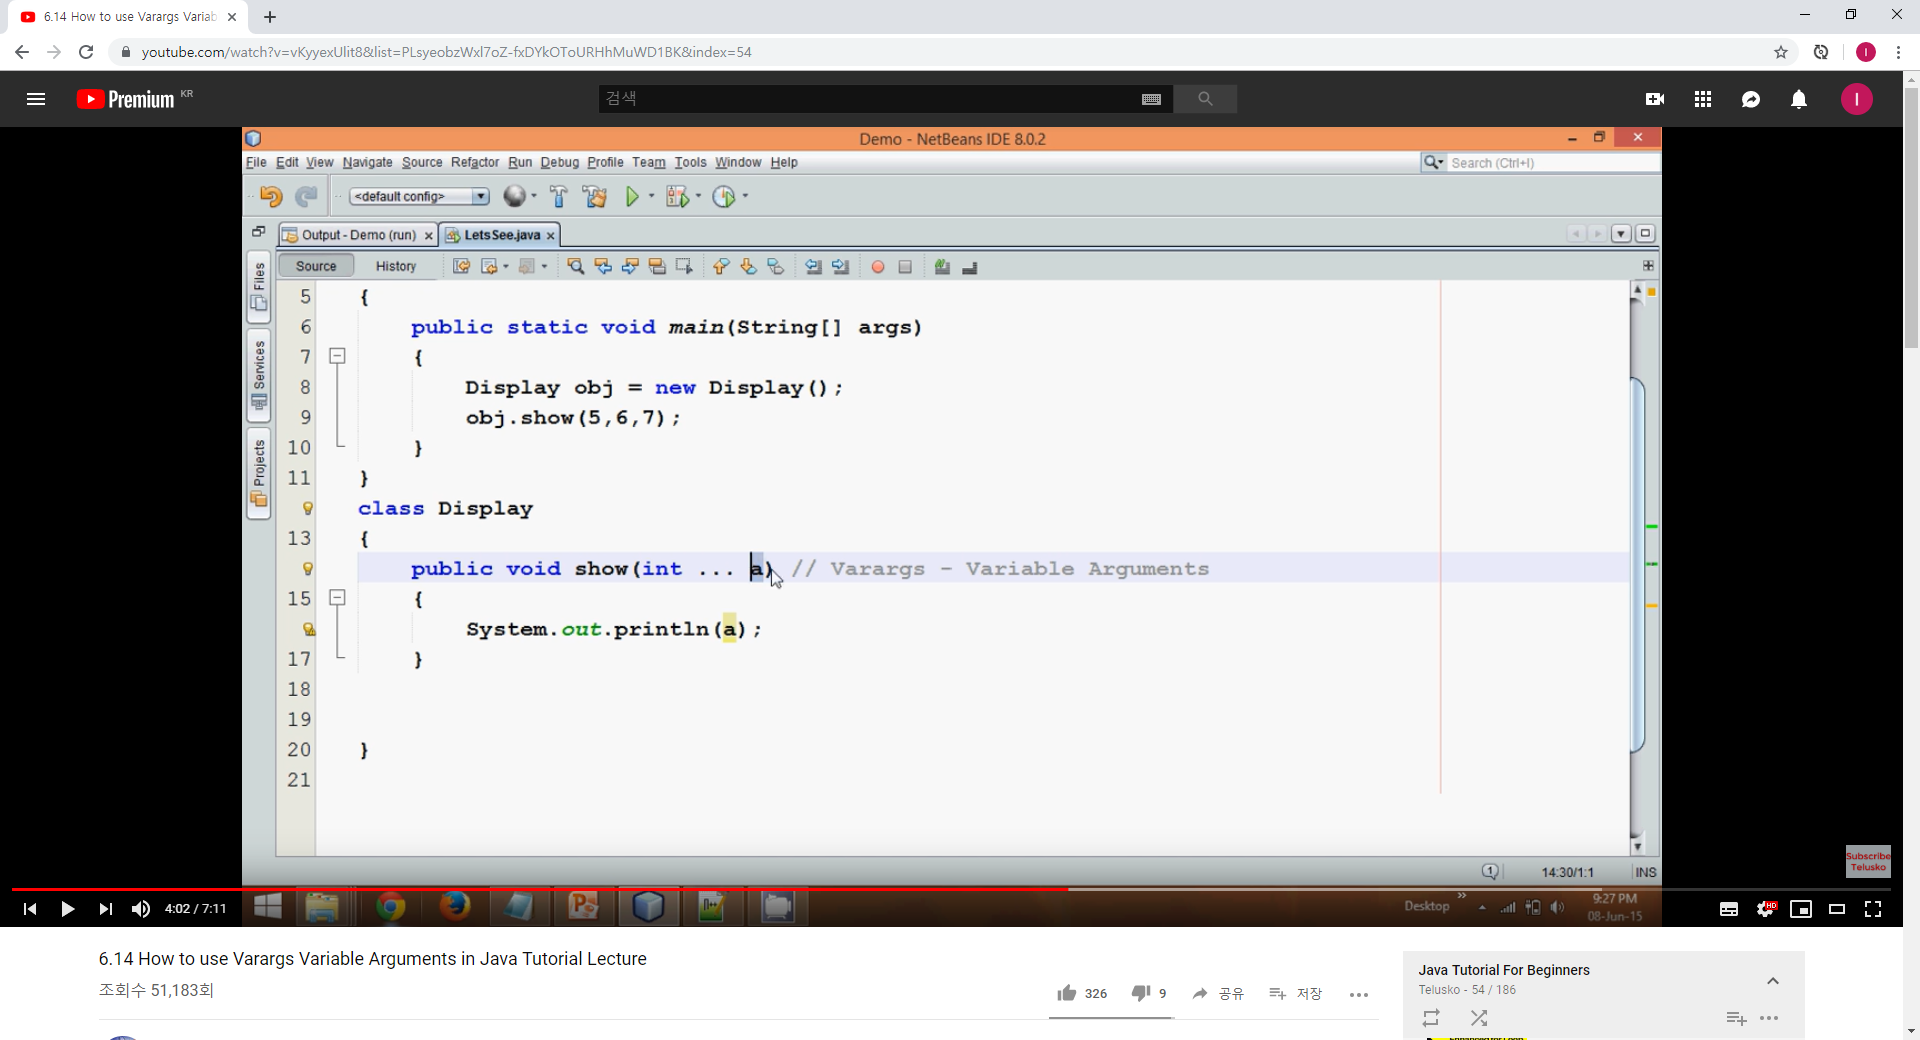 6.14 How to use Varargs Variab
youtube.com/watch?v=vKyyexUlit8&list=PLsyeobzWxl7oZ-fxDYkOToURHhMuWD1BK&index=54
I
Premium KR
검색
I
Demo - NetBeans IDE 8.0.2
File Edit View Navigate Source Refactor Run Debug Profile Team Tools Window Help
Search (Ctrl+I)
<default config>
Output - Demo (run)
LetsSee.java
Source History
Files
Services
Projects
5 {
6 public static void main(String[] args)
7 {
8 Display obj = new Display();
9 obj.show(5,6,7);
10 }
11 }
class Display
13 {
public void show(int ... a) // Varargs - Variable Arguments
15 {
System.out.println(a);
17 }
18
19
20 }
21
Subscribe
Telusko
14:30/1:1 INS
4:02 / 7:11
Desktop
9:27 PM
08-Jun-15
HD
6.14 How to use Varargs Variable Arguments in Java Tutorial Lecture
조회수 51,183회
326 9 공유 저장
Java Tutorial For Beginners
Telusko - 54 / 186